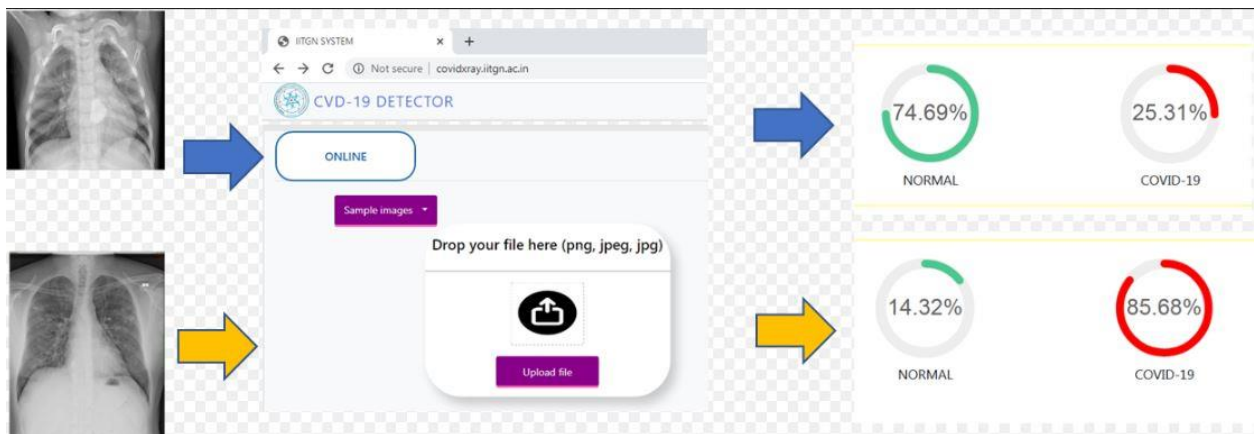 IITGN SYSTEM
Not secure | covidxray.iitgn.ac.in
CVD-19 DETECTOR
ONLINE
Sample images
Drop your file here (png, jpeg, jpg)
Upload file
74.69%
25.31%
NORMAL
COVID-19
14.32%
85.68%
NORMAL
COVID-19